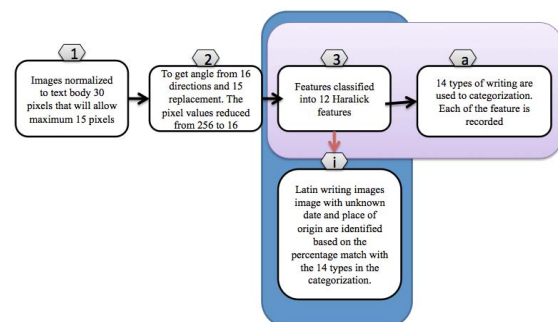 1
Images normalized
to text body 30
pixels that will allow
maximum 15 pixels
2
To get angle from 16
directions and 15
replacement. The
pixel values reduced
from 256 to 16
3
Features classified
into 12 Haralick
features
a
14 types of writing are
used to categorization.
Each of the feature is
recorded
i
Latin writing images
image with unknown
date and place of
origin are identified
based on the
percentage match with
the 14 types in the
categorization.